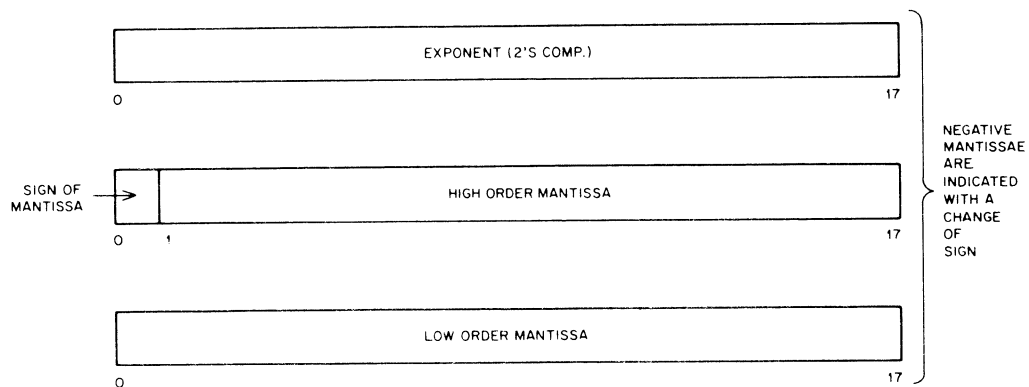 EXPONENT (2'S COMP.)
0 17
SIGN OF
MANTISSA
HIGH ORDER MANTISSA
0 1 17
LOW ORDER MANTISSA
0 17
NEGATIVE
MANTISSAE
ARE
INDICATED
WITH A
CHANGE
OF
SIGN